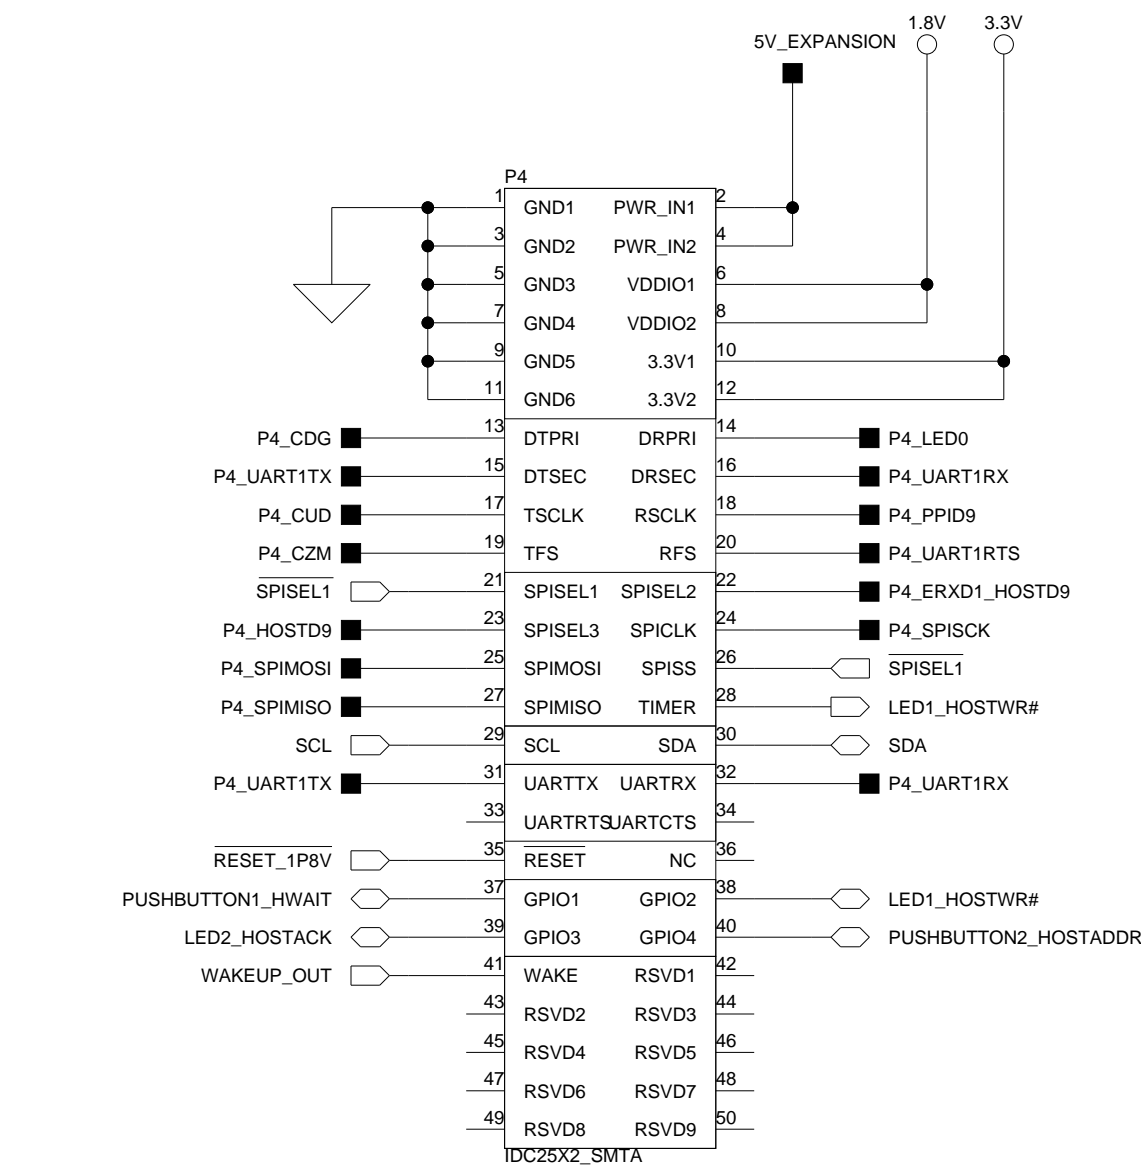 1.8V 3.3V
5V_EXPANSION
P4
1 GND1 PWR_IN1 2
3 GND2 PWR_IN2 4
5 GND3 VDDIO1 6
7 GND4 VDDIO2 8
9 GND5 3.3V1 10
11 GND6 3.3V2 12
P4_CDG 13 DTPRI DRPRI 14 P4_LED0
P4_UART1TX 15 DTSEC DRSEC 16 P4_UART1RX
P4_CUD 17 TSCLK RSCLK 18 P4_PPID9
P4_CZM 19 TFS RFS 20 P4_UART1RTS
SPISEL1 21 SPISEL1 SPISEL2 22 P4_ERXD1_HOSTD9
P4_HOSTD9 23 SPISEL3 SPICLK 24 P4_SPISCK
P4_SPIMOSI 25 SPIMOSI SPISS 26 SPISEL1
P4_SPIMISO 27 SPIMISO TIMER 28 LED1_HOSTWR#
SCL 29 SCL SDA 30 SDA
P4_UART1TX 31 UARTTX UARTRX 32 P4_UART1RX
33 UARTRTS UARTCTS 34
RESET_1P8V 35 RESET NC 36
PUSHBUTTON1_HWAIT 37 GPIO1 GPIO2 38 LED1_HOSTWR#
LED2_HOSTACK 39 GPIO3 GPIO4 40 PUSHBUTTON2_HOSTADDR
WAKEUP_OUT 41 WAKE RSVD1 42
43 RSVD2 RSVD3 44
45 RSVD4 RSVD5 46
47 RSVD6 RSVD7 48
49 RSVD8 RSVD9 50
IDC25X2_SMTA